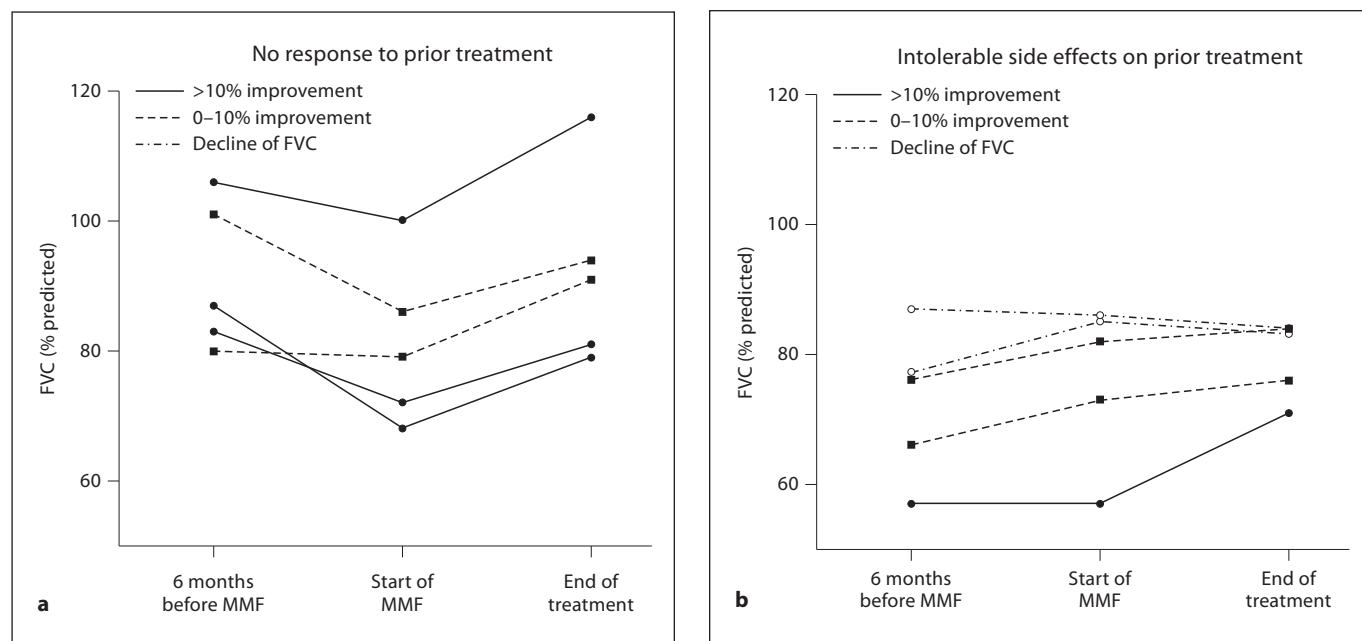 No response to prior treatment
>10% improvement
0–10% improvement
Decline of FVC
120
100
80
60
FVC (% predicted)
6 months
before MMF
Start of
MMF
End of
treatment
a
Intolerable side effects on prior treatment
>10% improvement
0–10% improvement
Decline of FVC
120
100
80
60
FVC (% predicted)
6 months
before MMF
Start of
MMF
End of
treatment
b